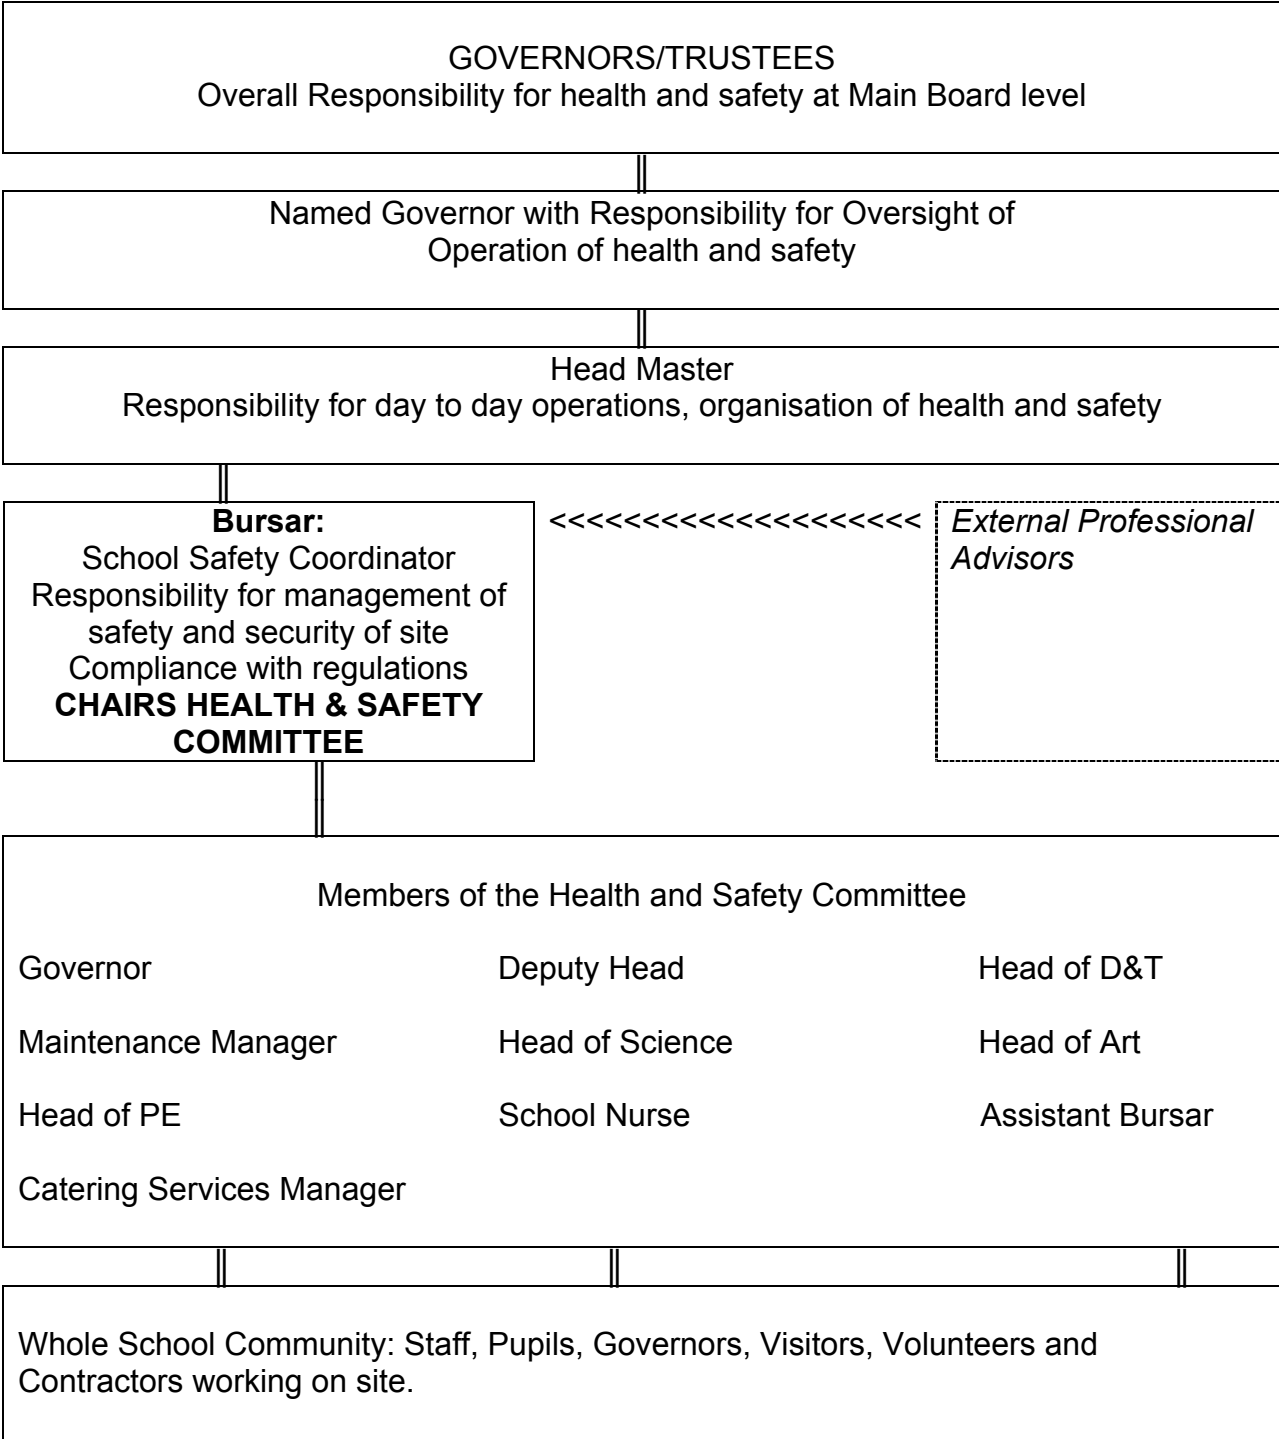 GOVERNORS/TRUSTEES
Overall Responsibility for health and safety at Main Board level
Named Governor with Responsibility for Oversight of
Operation of health and safety
Head Master
Responsibility for day to day operations, organisation of health and safety
Bursar:
School Safety Coordinator
Responsibility for management of
safety and security of site
Compliance with regulations
CHAIRS HEALTH & SAFETY
COMMITTEE
<<<<<<<<<<<<<<<<<<<<
External Professional
Advisors
Members of the Health and Safety Committee
Governor Deputy Head Head of D&T
Maintenance Manager Head of Science Head of Art
Head of PE School Nurse Assistant Bursar
Catering Services Manager
Whole School Community: Staff, Pupils, Governors, Visitors, Volunteers and
Contractors working on site.